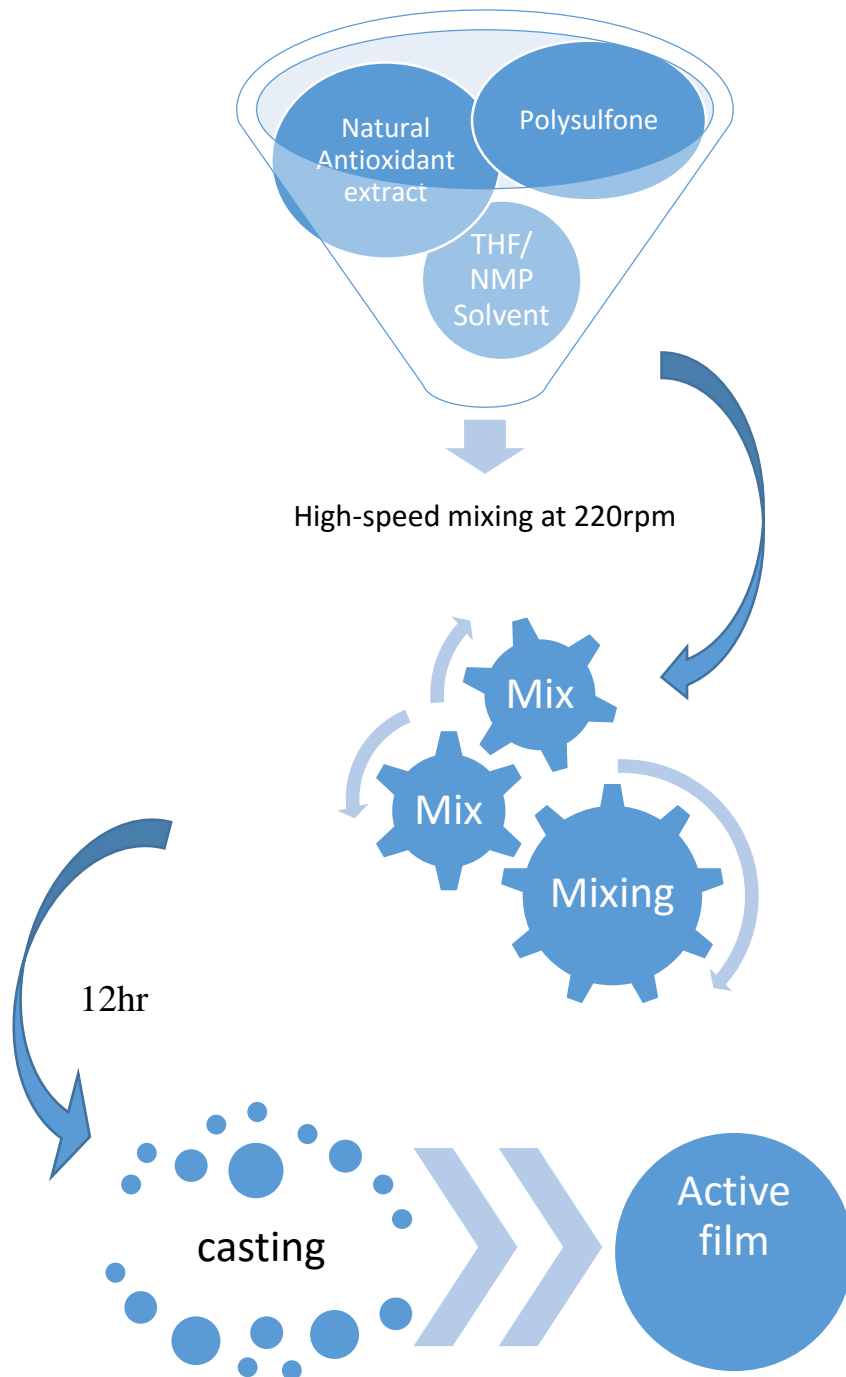 Natural
Antioxidant
extract
Polysulfone
THF/
NMP
Solvent
High-speed mixing at 220rpm
Mix
Mix
Mixing
12hr
casting
Active
film